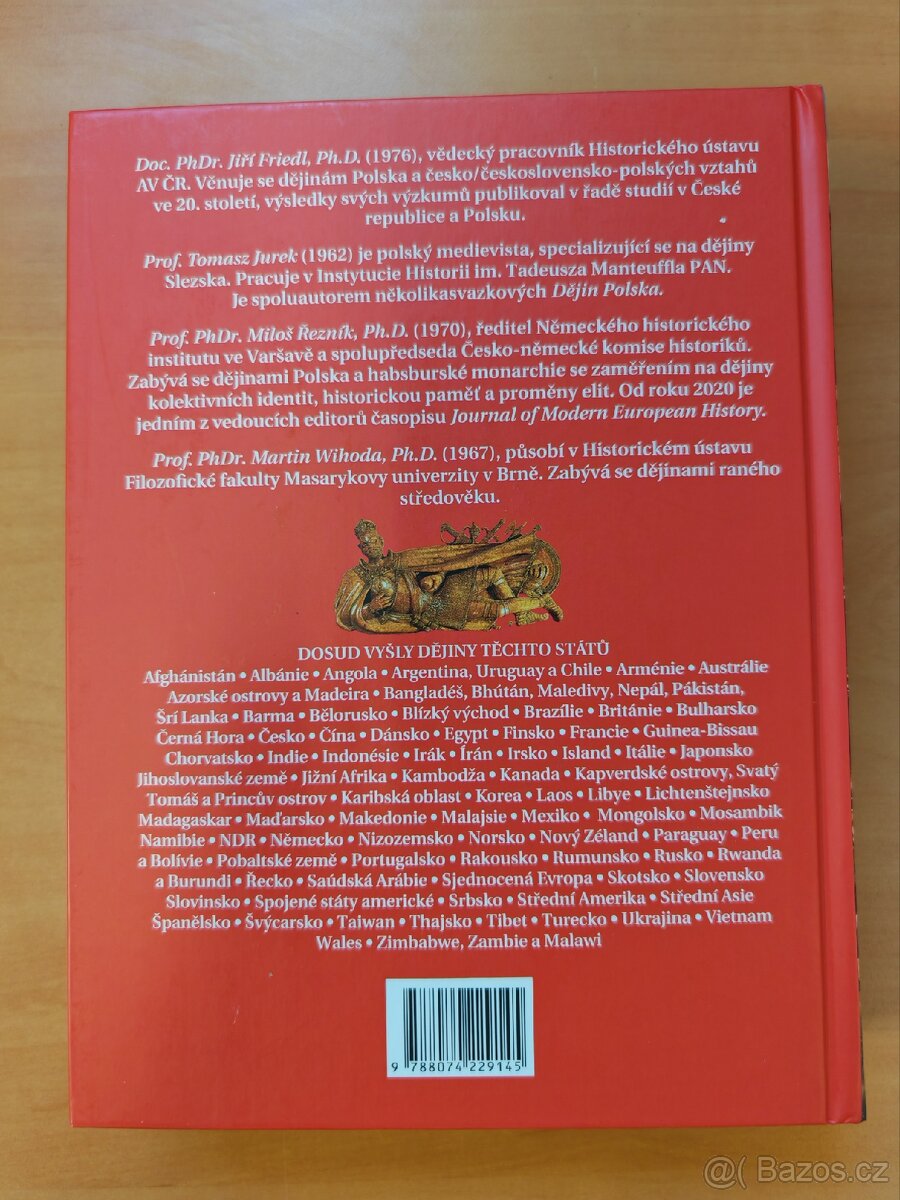 Doc. PhDr. Jiří Friedl, Ph.D. (1976), vědecký pracovník Historického ústavu
AV ČR. Věnuje se dějinám Polska a česko/československo-polských vztahů
ve 20. století, výsledky svých výzkumů publikoval v řadě studií v České
republice a Polsku.
Prof. Tomasz Jurek (1962) je polský medievista, specializující se na dějiny
Slezska. Pracuje v Instytucie Historii im. Tadeusza Manteuffla PAN.
Je spoluautorem několikasvazkových Dějin Polska.
Prof. PhDr. Miloš Řezník, Ph.D. (1970), ředitel Německého historického
institutu ve Varšavě a spolupředseda Česko-německé komise historíků.
Zabývá se dějinami Polska a habsburské monarchie se zaměřením na dějiny
kolektivních identit, historickou paměť a proměny elit. Od roku 2020 je
jedním z vedoucích editorů časopisu Journal of Modern European History.
Prof. PhDr. Martin Wihoda, Ph.D. (1967), působí v Historickém ústavu
Filozofické fakulty Masarykovy univerzity v Brně. Zabývá se dějinami raného
středověku.
DOSUD VYŠLY DĚJINY TĚCHTO STÁTŮ
Afghánistán • Albánie • Angola • Argentina, Uruguay a Chile • Arménie • Austrálie
Azorské ostrovy a Madeira • Bangladéš, Bhútán, Maledivy, Nepál, Pákistán,
Šrí Lanka • Barma • Bělorusko • Blízký východ • Brazílie • Británie • Bulharsko
Černá Hora • Česko • Čína • Dánsko • Egypt • Finsko • Francie • Guinea-Bissau
Chorvatsko • Indie • Indonésie • Irák • Írán • Irsko • Island • Itálie • Japonsko
Jihoslovanské země • Jižní Afrika • Kambodža • Kanada • Kapverdské ostrovy, Svatý
Tomáš a Princův ostrov • Karibská oblast • Korea • Laos • Libye • Lichtenštejnsko
Madagaskar • Maďarsko • Makedonie • Malajsie • Mexiko • Mongolsko • Mosambik
Namibie • NDR • Německo • Nizozemsko • Norsko • Nový Zéland • Paraguay • Peru
a Bolívie • Pobaltské země • Portugalsko • Rakousko • Rumunsko • Rusko • Rwanda
a Burundi • Řecko • Saúdská Arábie • Sjednocená Evropa • Skotsko • Slovensko
Slovinsko • Spojené státy americké • Srbsko • Střední Amerika • Střední Asie
Španělsko • Švýcarsko • Taiwan • Thajsko • Tibet • Turecko • Ukrajina • Vietnam
Wales • Zimbabwe, Zambie a Malawi
9 788074 229145
@( Bazos.cz